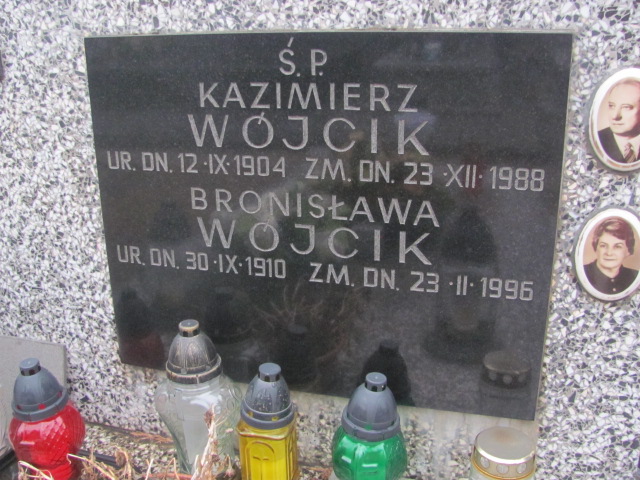 Ś.P.
KAZIMIERZ
WÓJCIK
UR. DN. 12·IX·1904 ZM. DN. 23·XII·1988
BRONISŁAWA
WÓJCIK
UR. DN. 30·IX·1910 ZM. DN. 23·II·1996